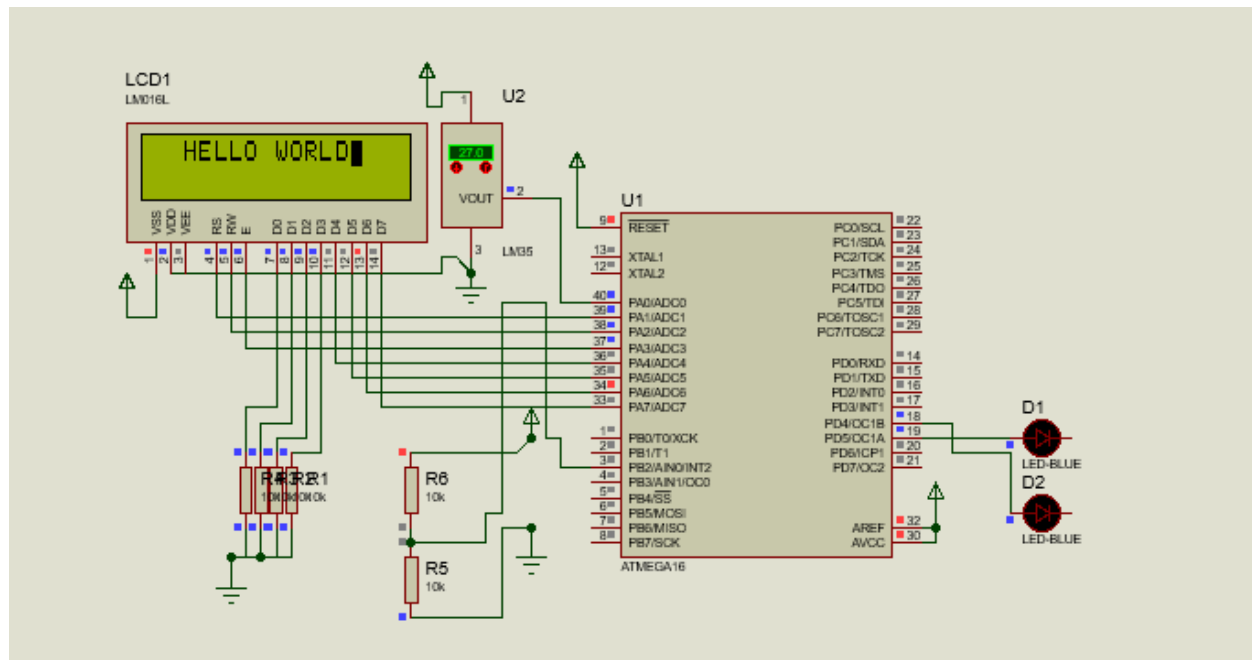 LCD1
LM016L
HELLO WORLD
VSS
VDD
VEE
RS
RW
E
D0
D1
D2
D3
D4
D5
D6
D7
1
2
3
4
5
6
7
8
9
10
11
12
13
14
U2
1
27.0
VOUT
2
3
LM35
U1
9
RESET
13
XTAL1
12
XTAL2
40
PA0/ADC0
39
PA1/ADC1
38
PA2/ADC2
37
PA3/ADC3
36
PA4/ADC4
35
PA5/ADC5
34
PA6/ADC6
33
PA7/ADC7
1
PB0/T0/XCK
2
PB1/T1
3
PB2/AIN0/INT2
4
PB3/AIN1/OC0
5
PB4/SS
6
PB5/MOSI
7
PB6/MISO
8
PB7/SCK
PC0/SCL
22
PC1/SDA
23
PC2/TCK
24
PC3/TMS
25
PC4/TDO
26
PC5/TDI
27
PC6/TOSC1
28
PC7/TOSC2
29
PD0/RXD
14
PD1/TXD
15
PD2/INT0
16
PD3/INT1
17
PD4/OC1B
18
PD5/OC1A
19
PD6/ICP1
20
PD7/OC2
21
AREF
32
AVCC
30
ATMEGA16
D1
LED-BLUE
D2
LED-BLUE
R1
R6
10k
R5
10k